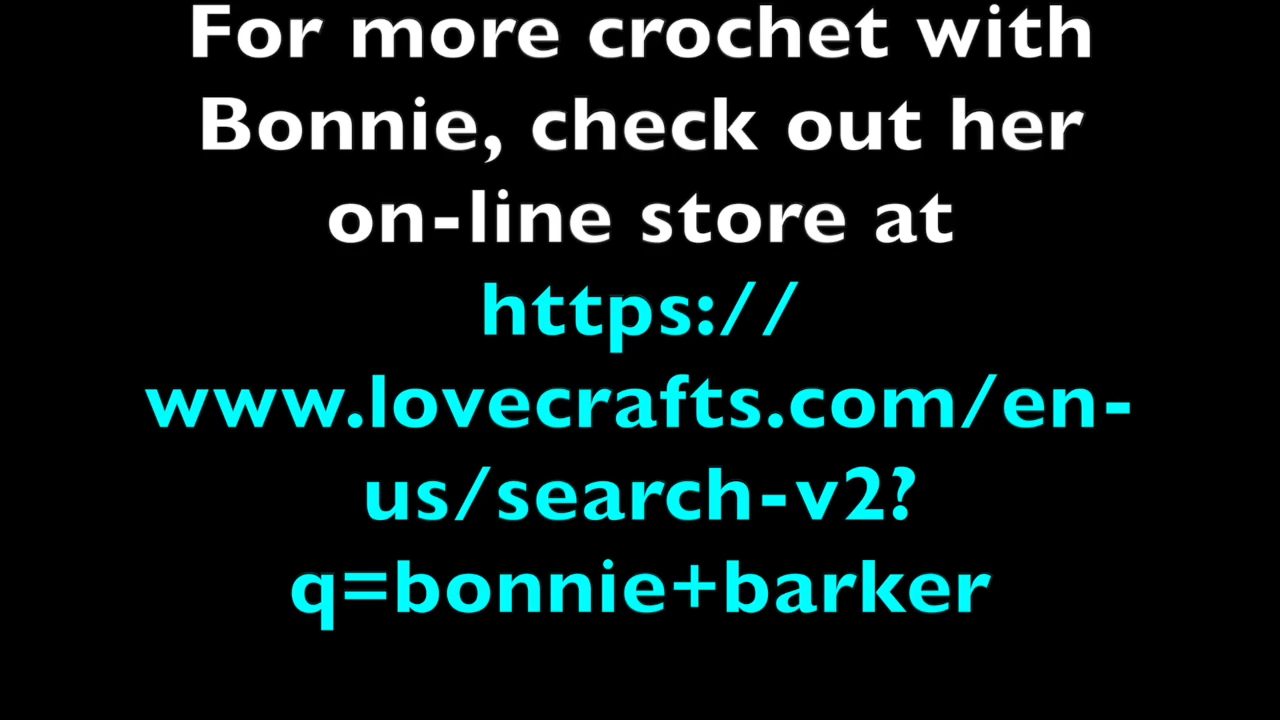 For more crochet with
Bonnie, check out her
on-line store at
https://
www.lovecrafts.com/en-
us/search-v2?
q=bonnie+barker